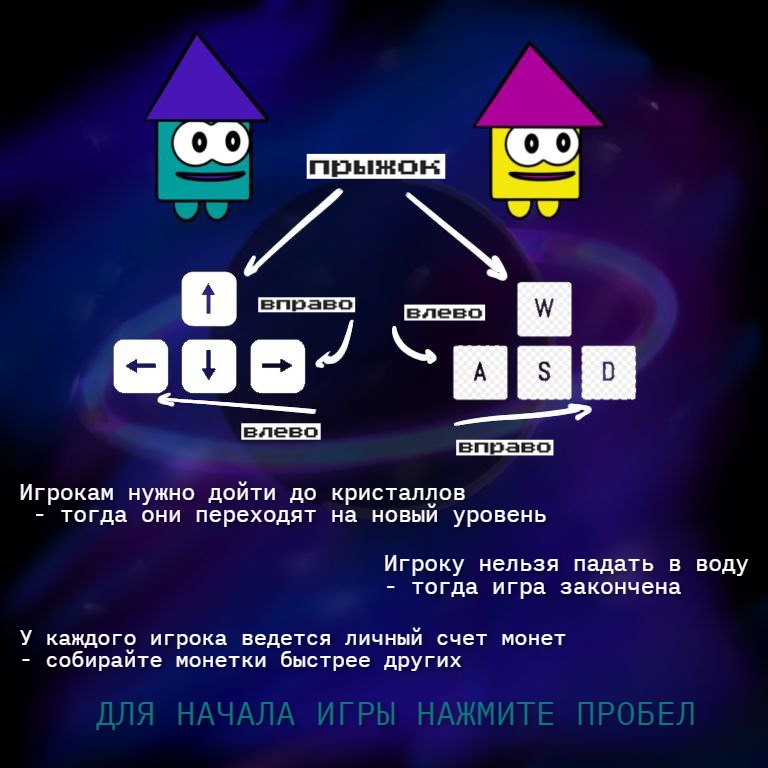 прыжок
вправо
влево
W
A S D
влево
вправо
Игрокам нужно дойти до кристаллов
- тогда они переходят на новый уровень
Игроку нельзя падать в воду
- тогда игра закончена
У каждого игрока ведется личный счет монет
- собирайте монетки быстрее других
ДЛЯ НАЧАЛА ИГРЫ НАЖМИТЕ ПРОБЕЛ